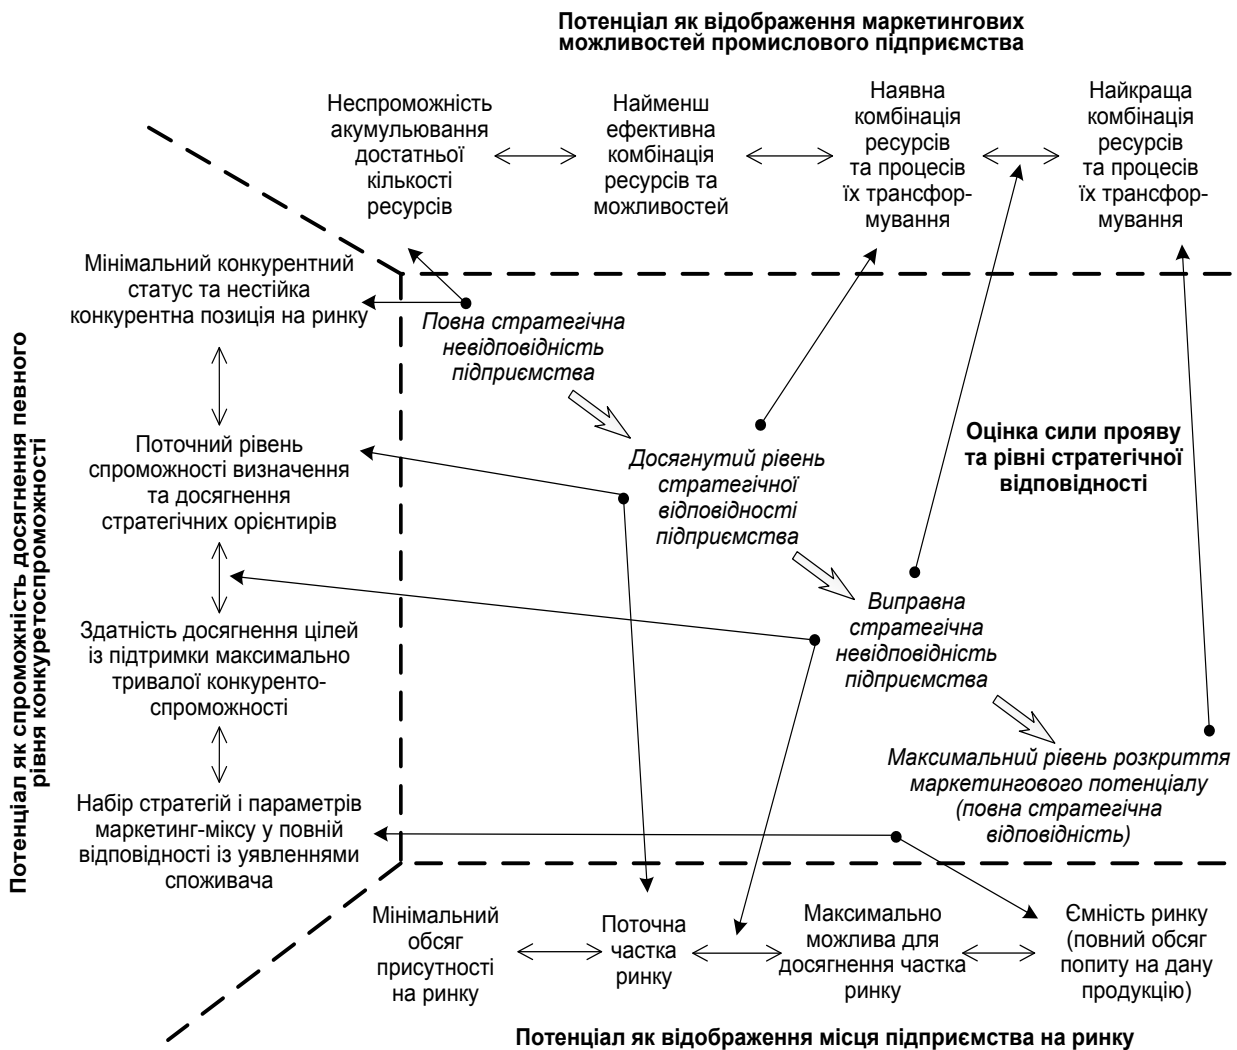 Потенціал як відображення маркетингових
можливостей промислового підприємства
Неспроможність
акумульовування
достатньої
кількості
ресурсів
Найменш
ефективна
комбінація
ресурсів та
можливостей
Наявна
комбінація
ресурсів
та процесів
їх трансфор-
мування
Найкраща
комбінація
ресурсів
та процесів
їх трансфор-
мування
Потенціал як спроможність досягнення певного
рівня конкуретоспроможності
Мінімальний конкурентний
статус та нестійка
конкурентна позиція на ринку
Поточний рівень
спроможності визначення
та досягнення
стратегічних орієнтирів
Здатність досягнення цілей
із підтримки максимально
тривалої конкуренто-
спроможності
Набір стратегій і параметрів
маркетинг-міксу у повній
відповідності із уявленнями
споживача
Повна стратегічна
невідповідність
підприємства
Досягнутий рівень
стратегічної
відповідності
підприємства
Оцінка сили прояву
та рівні стратегічної
відповідності
Виправна
стратегічна
невідповідність
підприємства
Максимальний рівень розкриття
маркетингового потенціалу
(повна стратегічна
відповідність)
Мінімальний
обсяг
присутності
на ринку
Поточна
частка
ринку
Максимально
можлива для
досягнення частка
ринку
Ємність ринку
(повний обсяг
попиту на дану
продукцію)
Потенціал як відображення місця підприємства на ринку